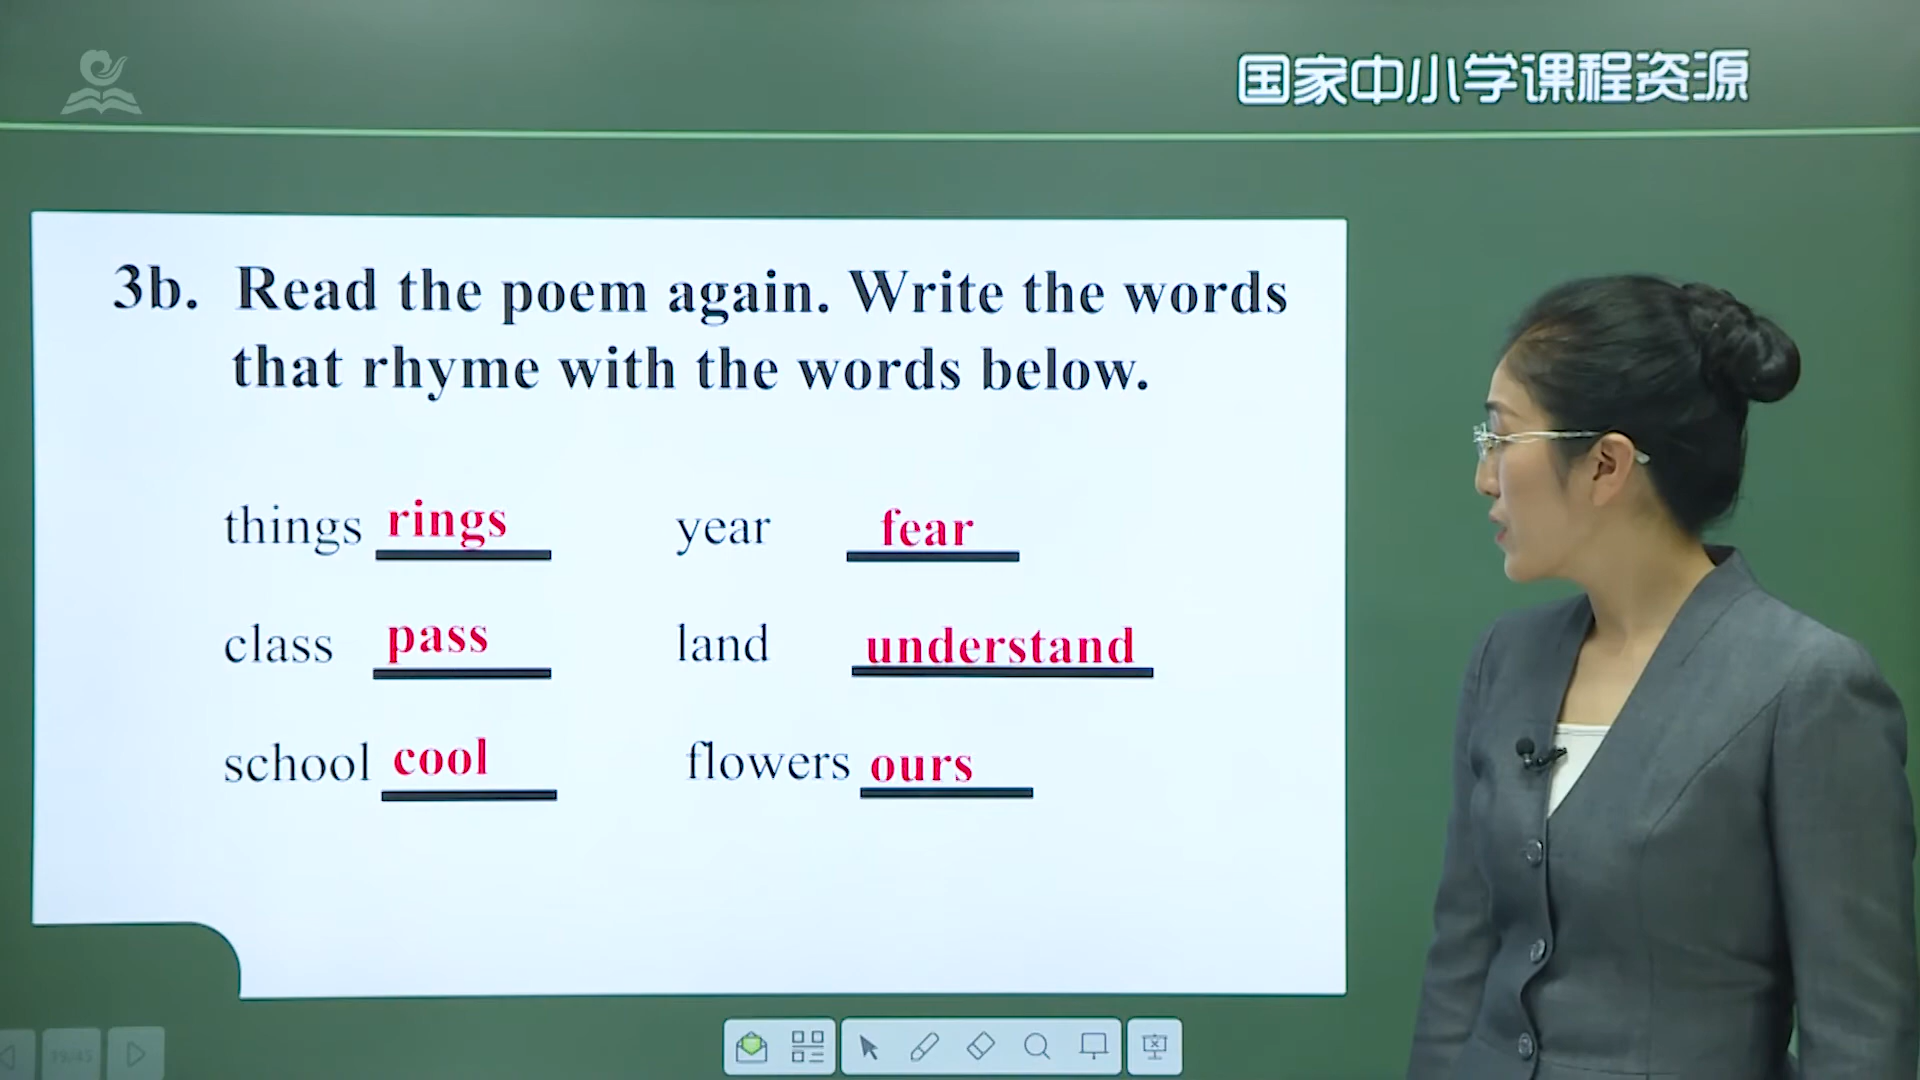 国家中小学课程资源
3b. Read the poem again. Write the words
that rhyme with the words below.
things rings year fear
class pass land understand
school cool flowers ours